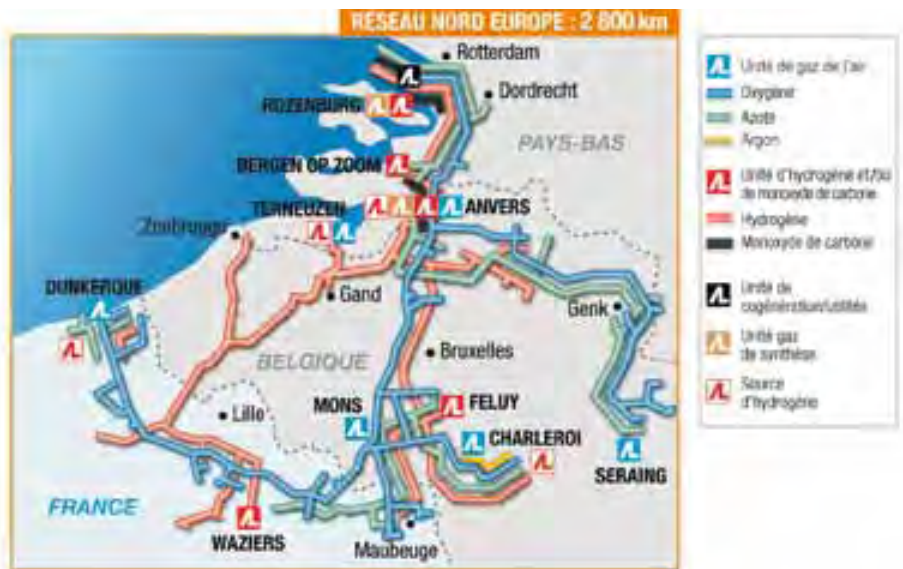 RÉSEAU NORD EUROPE : 2 800 km
Rotterdam
Dordrecht
ROZENBURG
PAYS-BAS
BERGEN OP ZOOM
TERNEUZEN
ANVERS
Zeebrugge
DUNKERQUE
Gand
Genk
BELGIQUE
Bruxelles
Lille
MONS
FELUY
CHARLEROI
SERAING
FRANCE
WAZIERS
Maubeuge
Unité de gaz de l'air
Oxygène
Azote
Argon
Unité d'hydrogène et/ou
de monoxyde de carbone
Hydrogène
Monoxyde de carbone
Unité de
cogénération/utilités
Unité gaz
de synthèse
Source
d'hydrogène